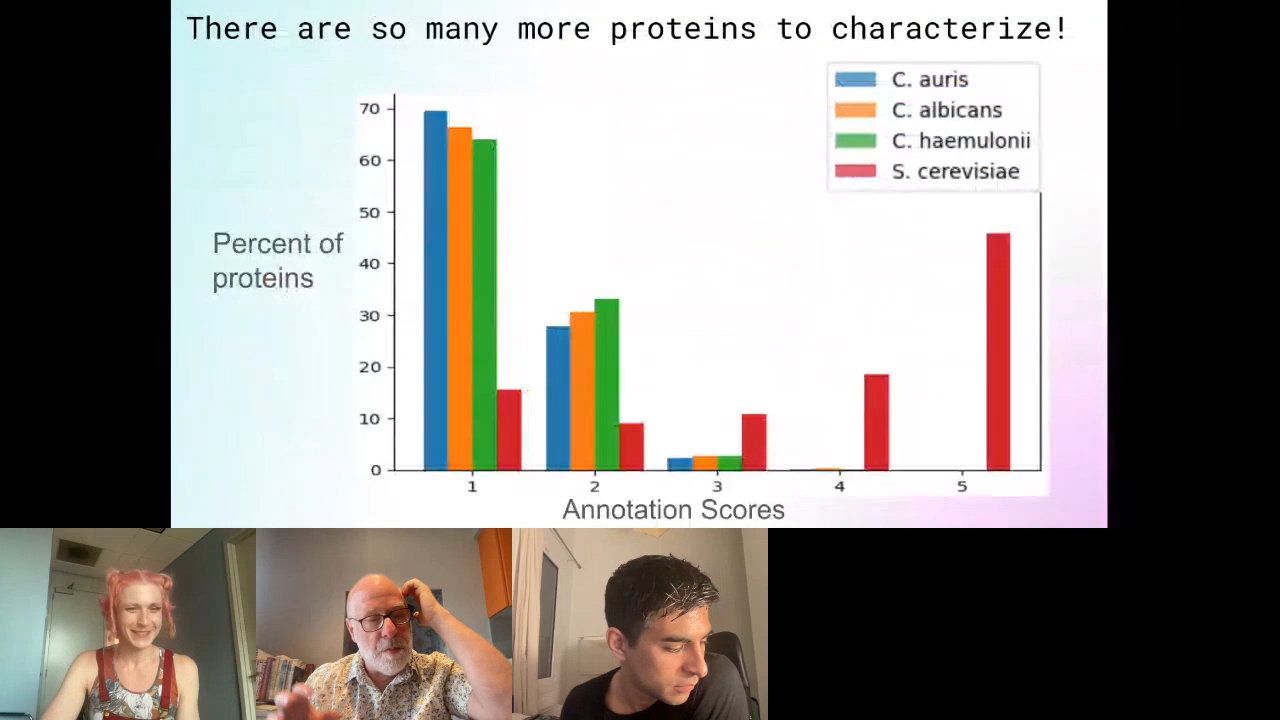 There are so many more proteins to characterize!
C. auris
C. albicans
C. haemulonii
S. cerevisiae
70
60
50
40
30
20
10
0
Percent of
proteins
1 2 3 4 5
Annotation Scores